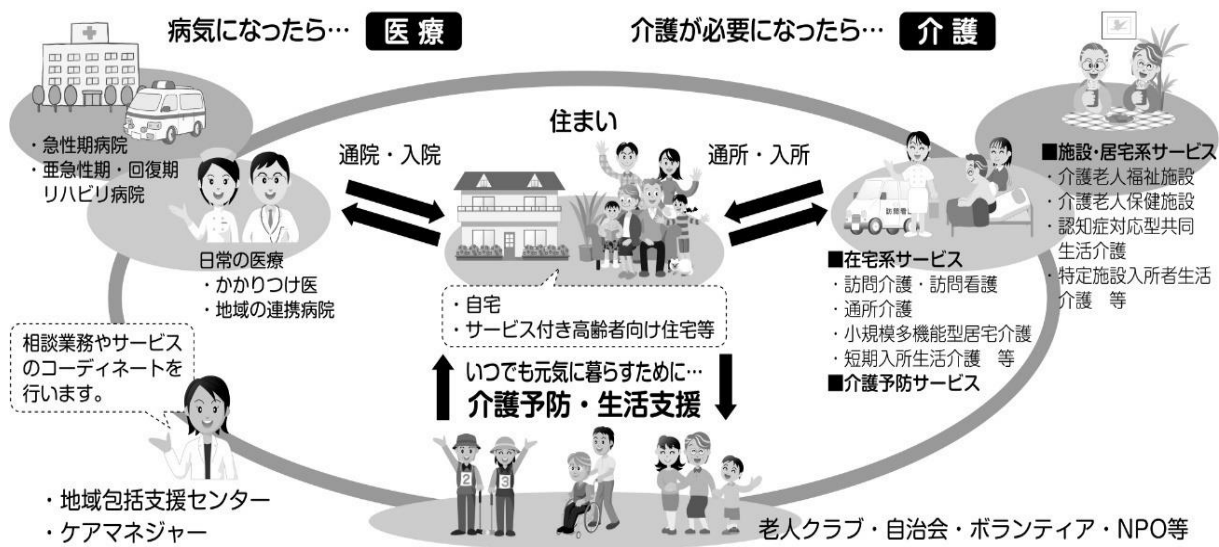 病気になったら… 医療
介護が必要になったら… 介護
・急性期病院
・亜急性期・回復期
リハビリ病院
日常の医療
・かかりつけ医
・地域の連携病院
通院・入院
住まい
通所・入所
・自宅
・サービス付き高齢者向け住宅等
訪問看
■在宅系サービス
・訪問介護・訪問看護
・通所介護
・小規模多機能型居宅介護
・短期入所生活介護 等
■介護予防サービス
■施設・居宅系サービス
・介護老人福祉施設
・介護老人保健施設
・認知症対応型共同
生活介護
・特定施設入所者生活
介護 等
相談業務やサービス
のコーディネートを
行います。
・地域包括支援センター
・ケアマネジャー
いつでも元気に暮らすために…
介護予防・生活支援
2
3
老人クラブ・自治会・ボランティア・NPO等